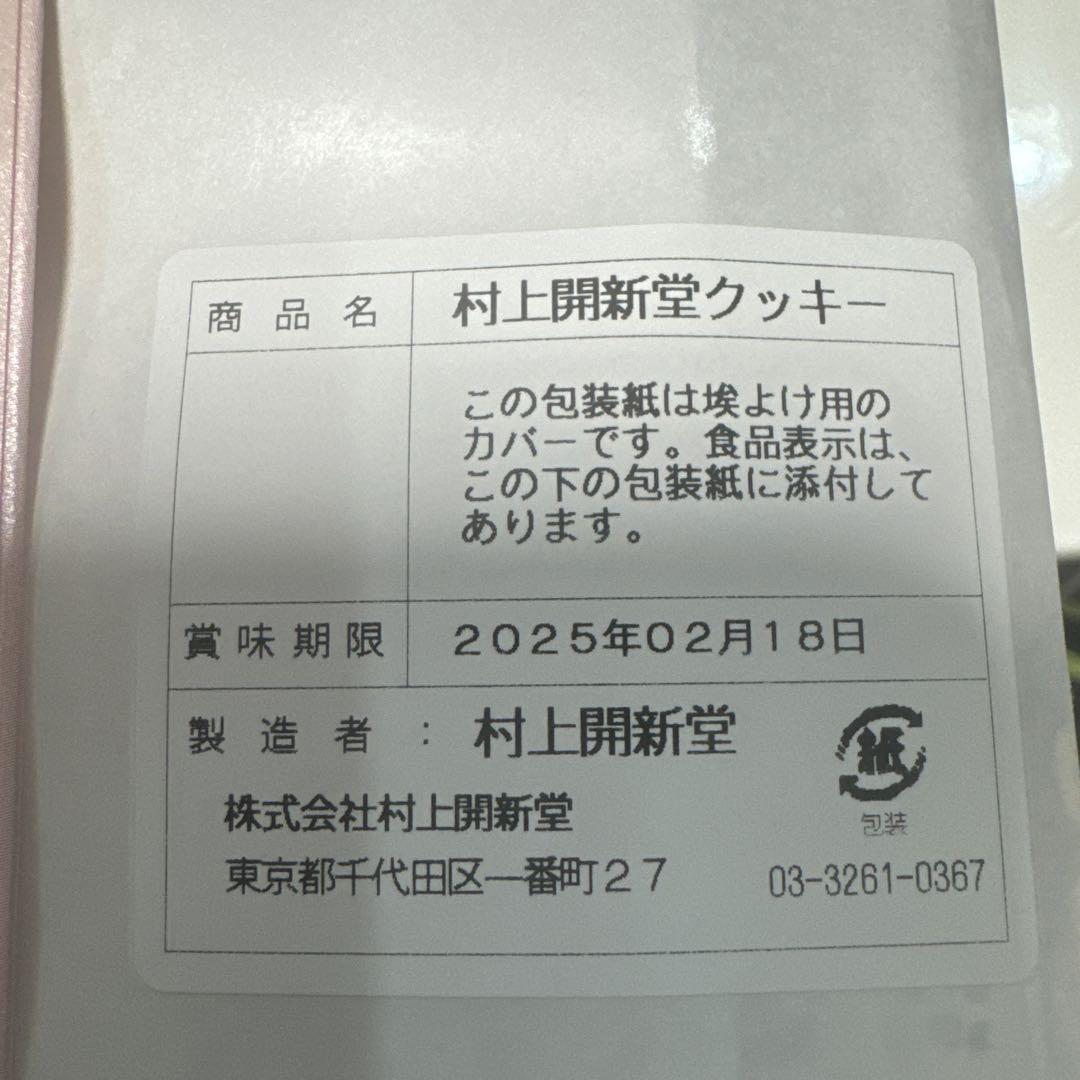 商品名 村上開新堂クッキー
この包装紙は埃よけ用の
カバーです。食品表示は、
この下の包装紙に添付して
あります。
賞味期限 2025年02月18日
製造者：村上開新堂
紙
包装
株式会社村上開新堂
東京都千代田区一番町27 03-3261-0367